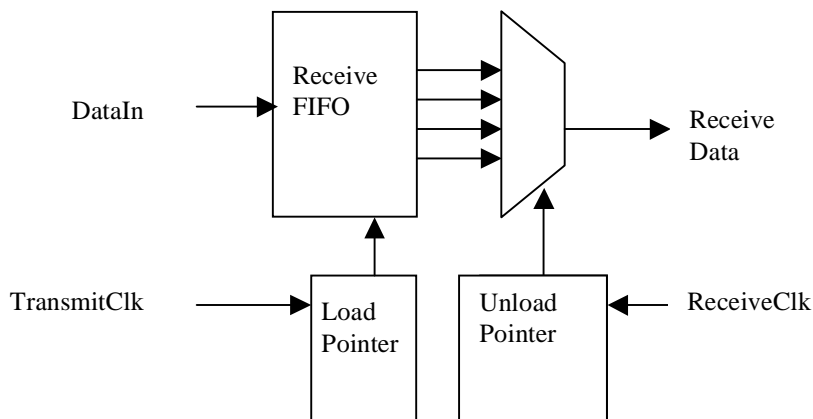 Receive
FIFO
DataIn
Receive
Data
TransmitClk
Load
Pointer
Unload
Pointer
ReceiveClk